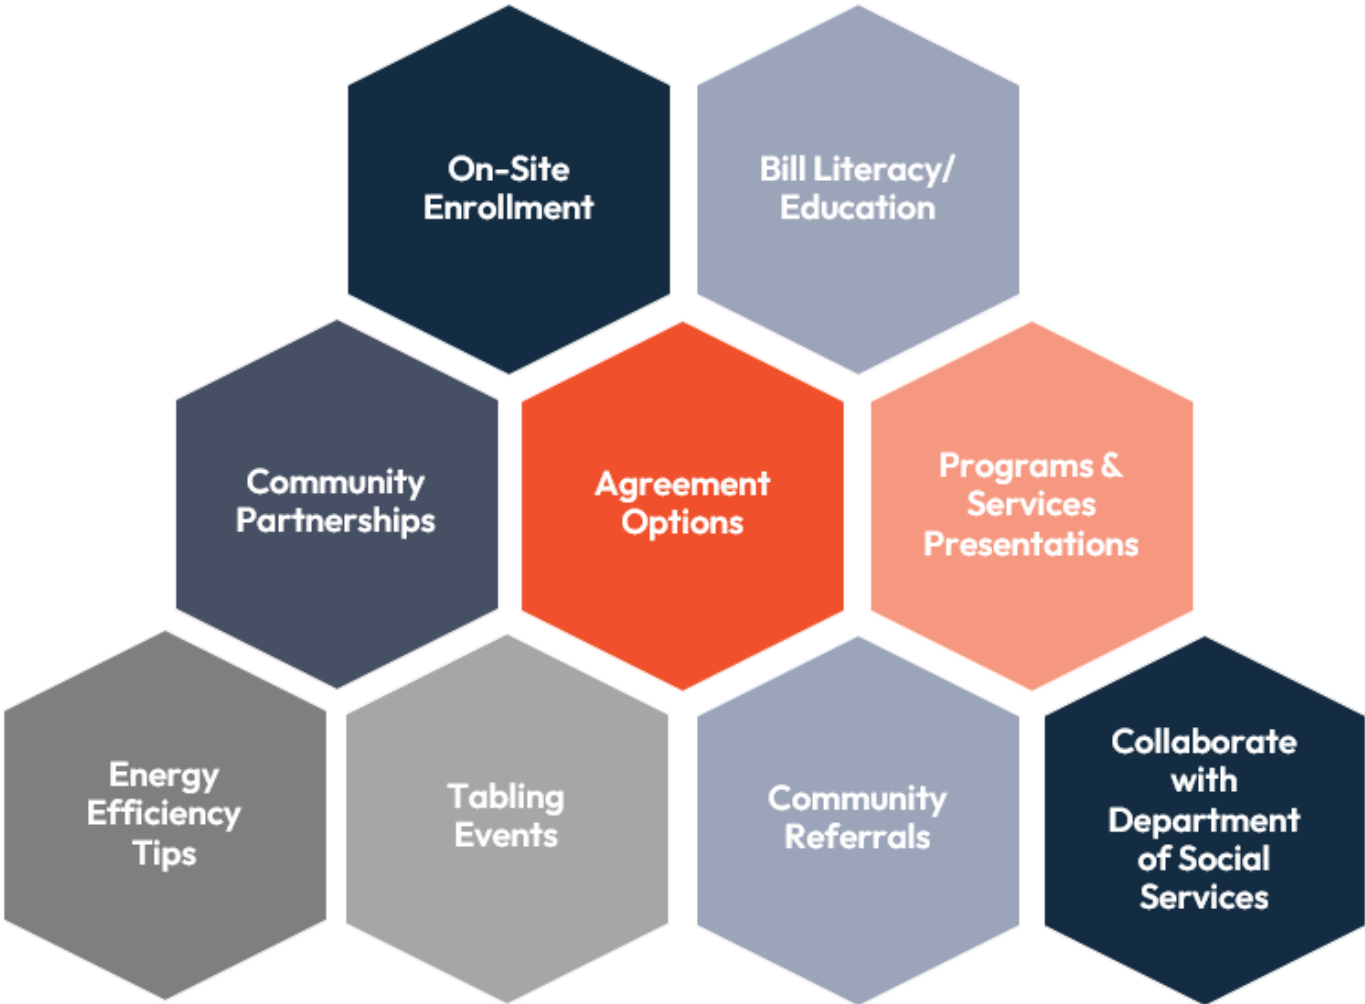 On-Site
Enrollment
Bill Literacy/
Education
Community
Partnerships
Agreement
Options
Programs &
Services
Presentations
Energy
Efficiency
Tips
Tabling
Events
Community
Referrals
Collaborate
with
Department
of Social
Services